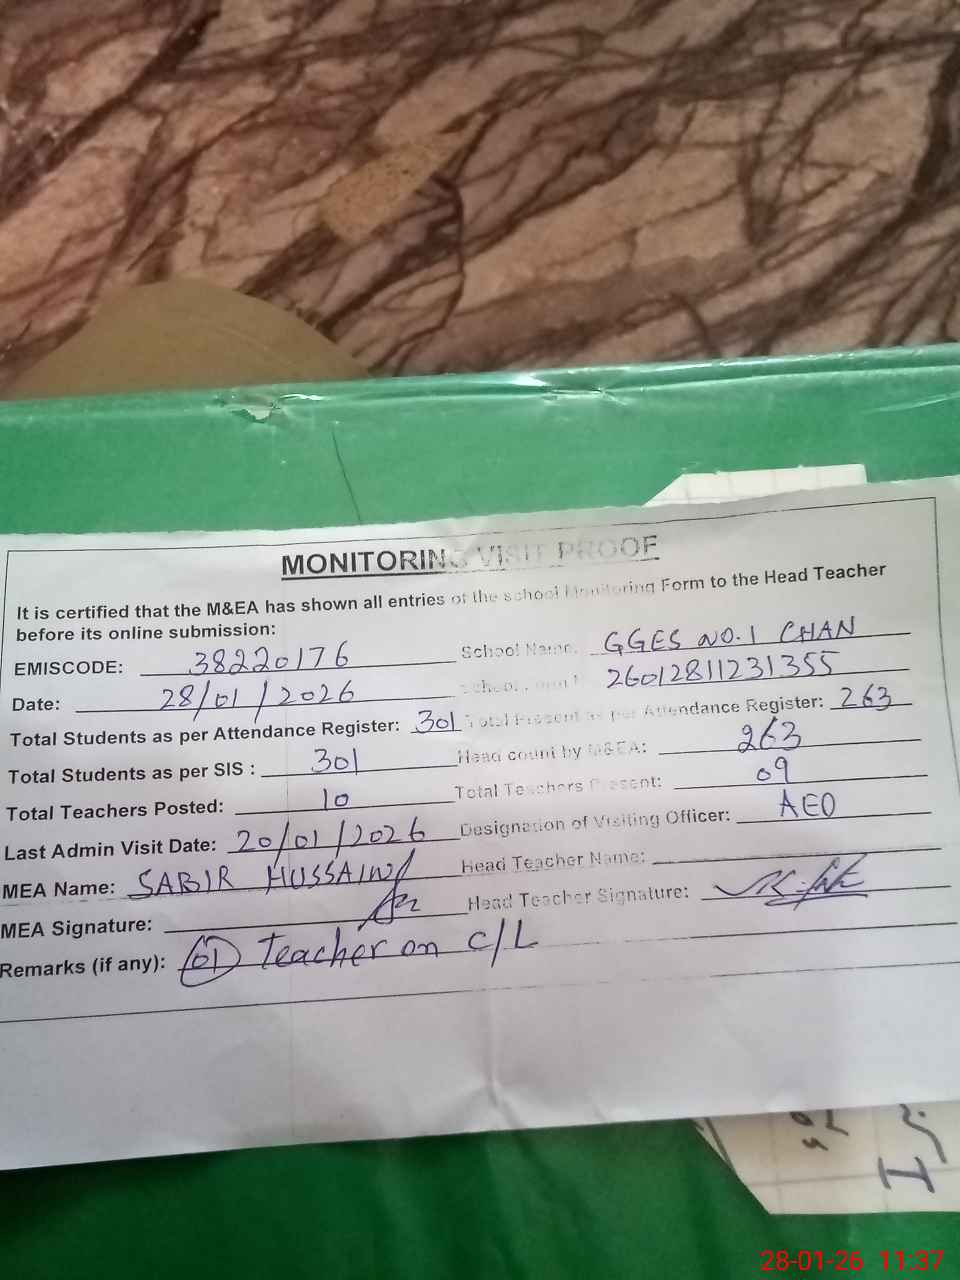 MONITORING VISIT PROOF
It is certified that the M&EA has shown all entries of the school Monitoring Form to the Head Teacher
before its online submission:
EMISCODE: 38220176 School Name: GGES NO.1 CHAN
Date: 28/01/2026 School 26012811231355
Total Students as per Attendance Register: 301 Total Present as per Attendance Register: 263
Total Students as per SIS : 301 Head count by M&EA: 263
Total Teachers Posted: 10 Total Teachers Present: 09
Last Admin Visit Date: 20/01/2026 Designation of Visiting Officer: AEO
MEA Name: SABIR HUSSAIN Head Teacher Name:
MEA Signature: Head Teacher Signature:
Remarks (if any): 01 Teacher on C/L
28-01-26 11:37